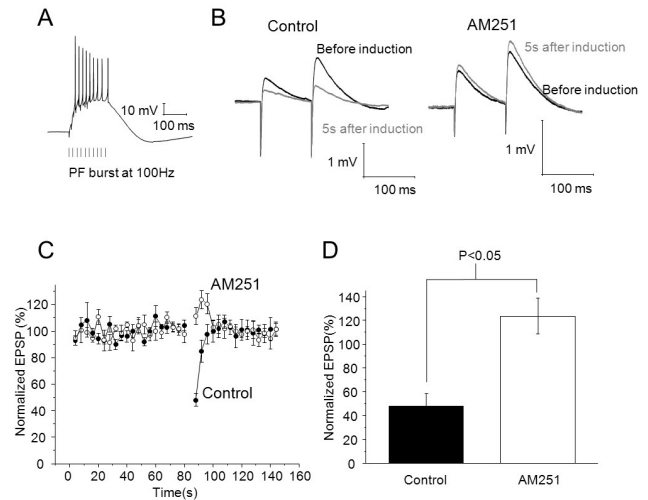 A
10 mV
100 ms
PF burst at 100Hz
B
Control
Before induction
5s after induction
1 mV
100 ms
AM251
5s after induction
Before induction
1 mV
100 ms
C
Normalized EPSP(%)
120
100
80
60
40
20
0
AM251
Control
0 20 40 60 80 100 120 140 160
Time(s)
D
P<0.05
Normalized EPSP (%)
140
120
100
80
60
40
20
0
Control
AM251